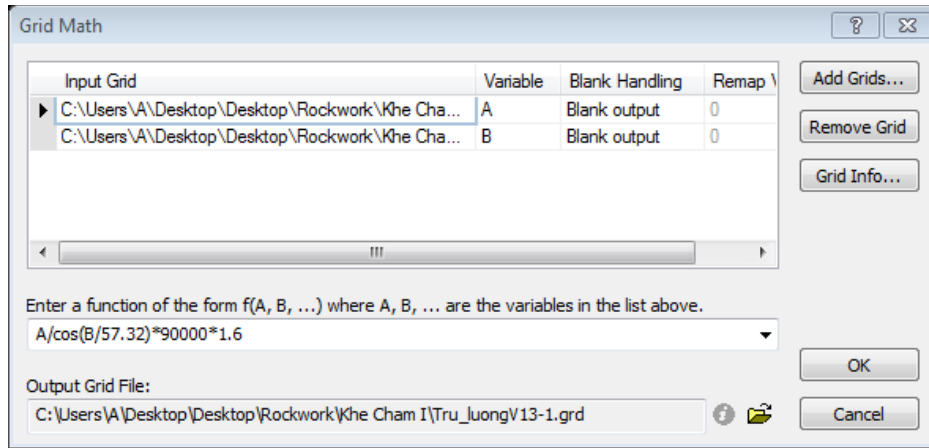 Grid Math
Input Grid Variable Blank Handling Remap V
Add Grids...
C:\Users\A\Desktop\Desktop\Rockwork\Khe Cha... A Blank output 0
C:\Users\A\Desktop\Desktop\Rockwork\Khe Cha... B Blank output 0
Remove Grid
Grid Info...
Enter a function of the form f(A, B, ...) where A, B, ... are the variables in the list above.
A/cos(B/57.32)*90000*1.6
OK
Output Grid File:
C:\Users\A\Desktop\Desktop\Rockwork\Khe Cham I\Tru_luongV13-1.grd
Cancel